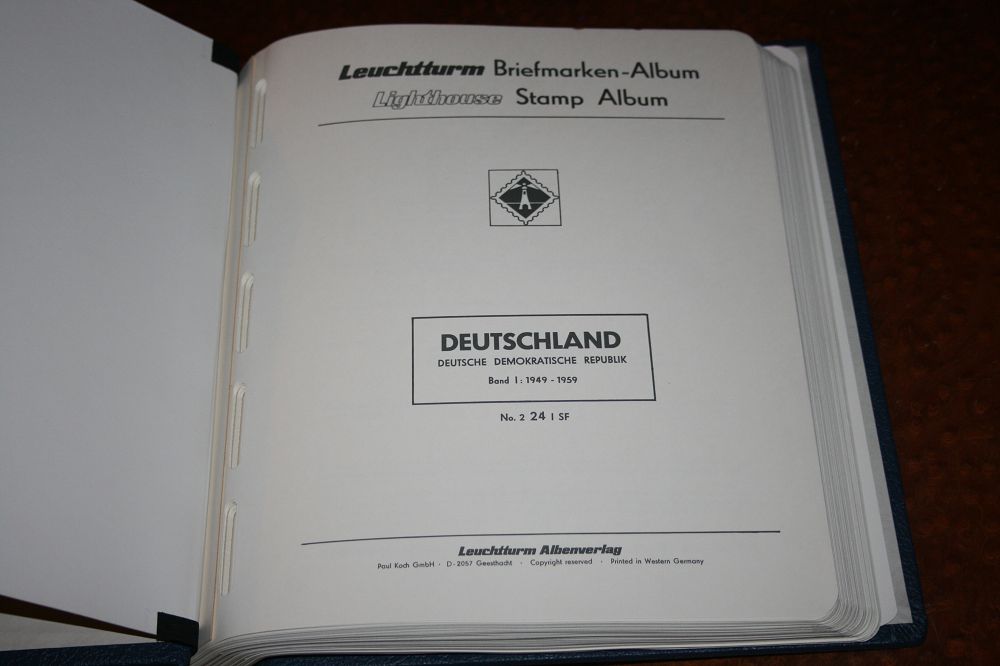 Leuchtturm Briefmarken-Album
Lighthouse Stamp Album
DEUTSCHLAND
DEUTSCHE DEMOKRATISCHE REPUBLIK
Band I: 1949 - 1959
No. 2 24 I SF
Leuchtturm Albenverlag
Paul Koch GmbH · D-2057 Geesthacht · Copyright reserved · Printed in Western Germany